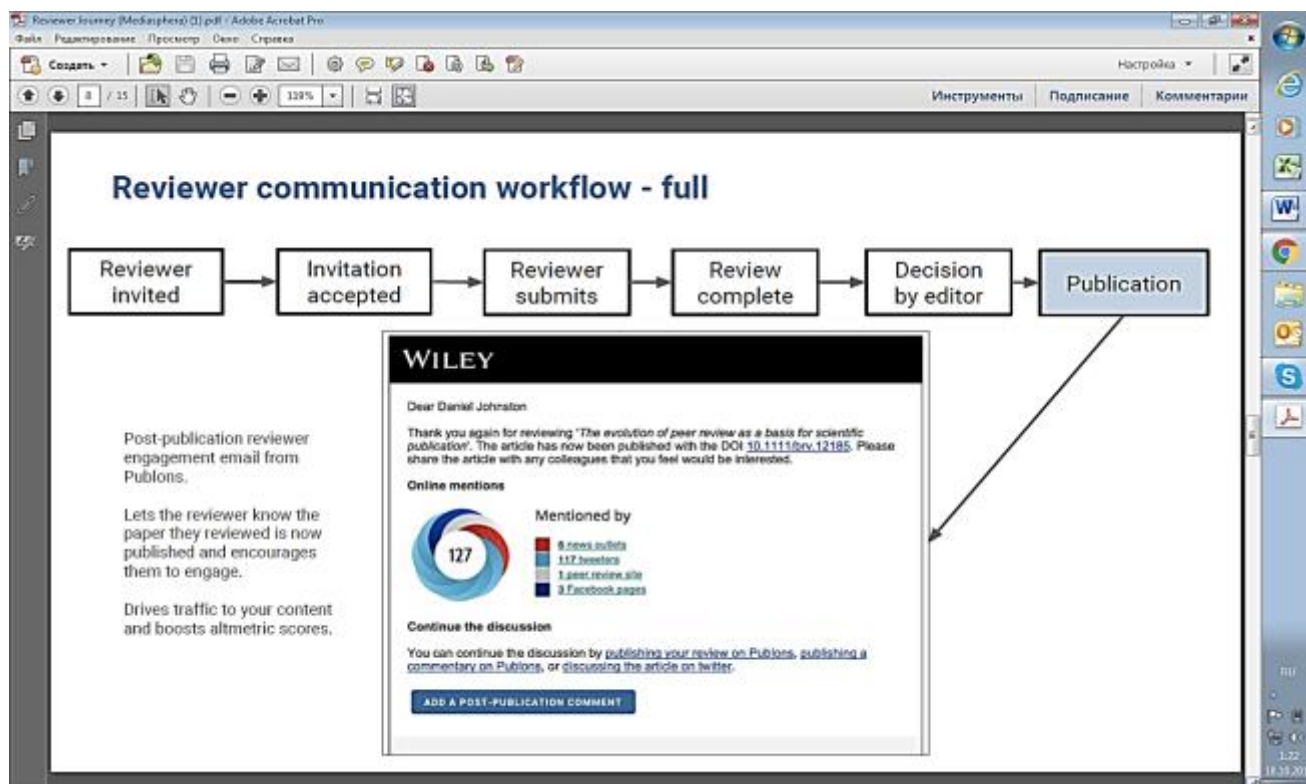 Reviewer Journey (Mediasphera) (1).pdf - Adobe Acrobat Pro
Файл Редактирование Просмотр Окно Справка
Создать
Настройка
8 / 15
Инструменты Подписание Комментарии
Reviewer communication workflow - full
Reviewer
invited
Invitation
accepted
Reviewer
submits
Review
complete
Decision
by editor
Publication
WILEY
Dear Daniel Johnston
Thank you again for reviewing 'The evolution of peer review as a basis for scientific
publication'. The article has now been published with the DOI 10.1111/brv.12185. Please
share the article with any colleagues that you feel would be interested.
Online mentions
127
Mentioned by
6 news outlets
117 tweeters
1 peer review site
3 Facebook pages
Continue the discussion
You can continue the discussion by publishing your review on Publons, publishing a
commentary on Publons, or discussing the article on twitter.
ADD A POST-PUBLICATION COMMENT
Post-publication reviewer
engagement email from
Publons.
Lets the reviewer know the
paper they reviewed is now
published and encourages
them to engage.
Drives traffic to your content
and boosts altmetric scores.
RU
1:22